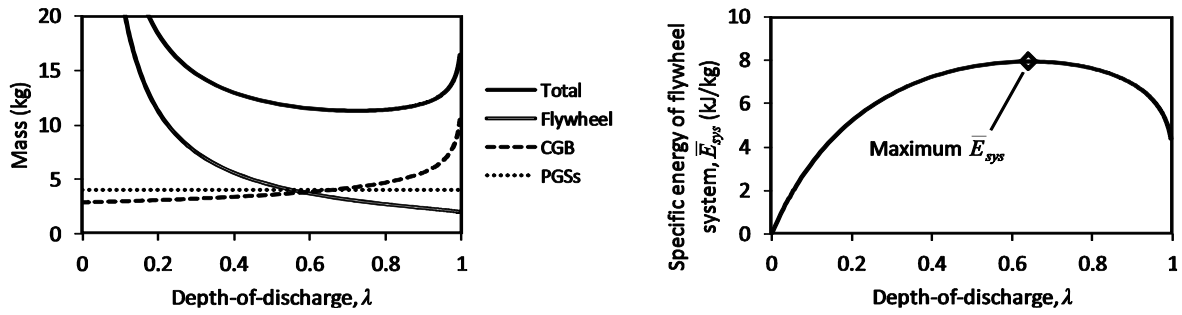 20
15
10
5
0
Mass (kg)
0 0.2 0.4 0.6 0.8 1
Depth-of-discharge, λ
Total
Flywheel
CGB
PGSs
Specific energy of flywheel
system, E̅sys (kJ/kg)
10
8
6
4
2
0
Maximum E̅sys
0 0.2 0.4 0.6 0.8 1
Depth-of-discharge, λ